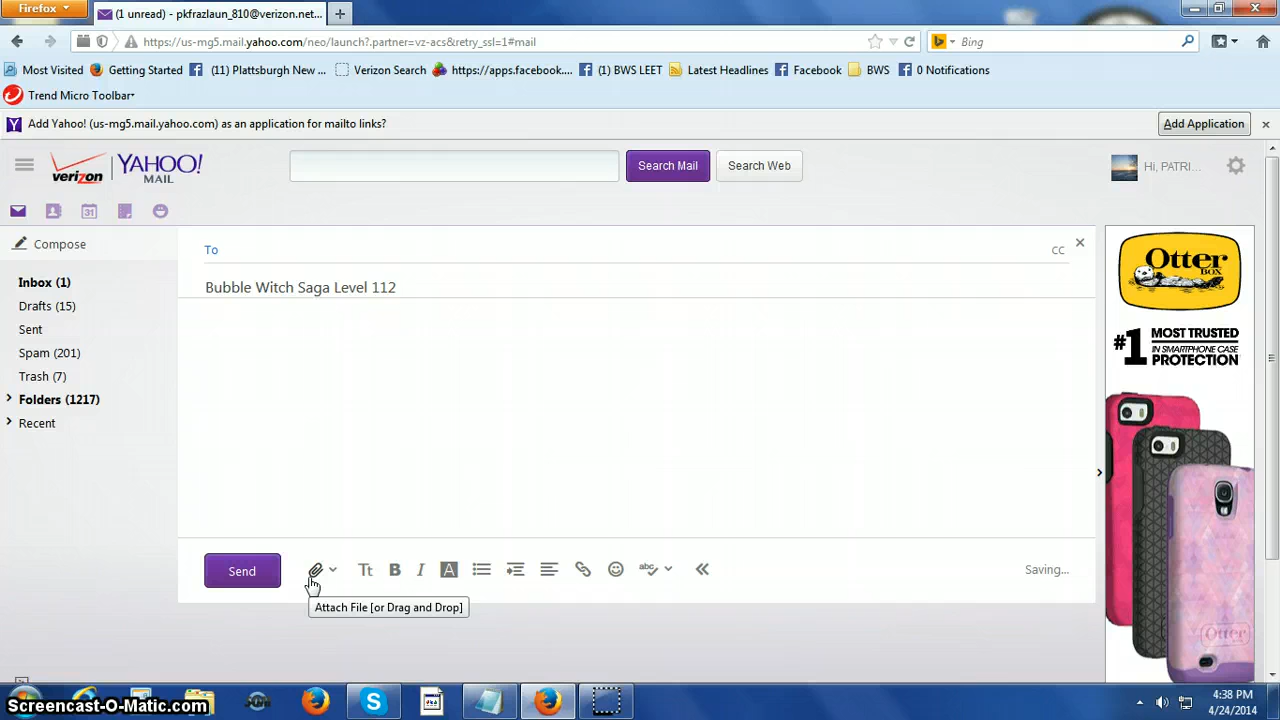 Firefox
(1 unread) - pkfrazlaun_810@verizon.net...
https://us-mg5.mail.yahoo.com/neo/launch?.partner=vz-acs&retry_ssl=1#mail
Bing
Most Visited Getting Started (11) Plattsburgh New ... Verizon Search https://apps.facebook.... (1) BWS LEET Latest Headlines Facebook BWS 0 Notifications
Trend Micro Toolbar
Add Yahoo! (us-mg5.mail.yahoo.com) as an application for mailto links? Add Application
verizon YAHOO! MAIL
Search Mail Search Web
Hi, PATRI...
31
Compose
To CC
Inbox (1)
Bubble Witch Saga Level 112
Drafts (15)
Sent
Spam (201)
Trash (7)
Folders (1217)
Recent
Otter BOX
#1 MOST TRUSTED
IN SMARTPHONE CASE
PROTECTION
Send Tt B I A abc Saving...
Attach File [or Drag and Drop]
Otter
4:38 PM
4/24/2014
Screencast-O-Matic.com